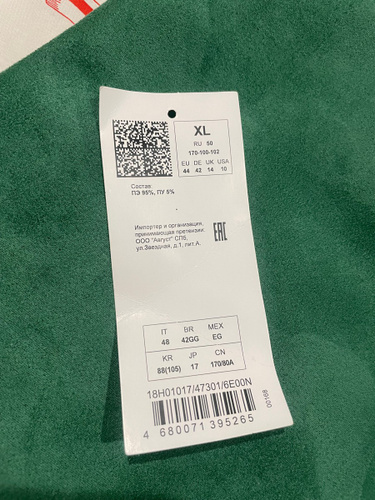 XL
RU 50
170-100-102
EU DE UK USA
44 42 14 10
Состав:
ПЭ 95%, ПУ 5%
Импортер и организация,
принимающая претензии:
ООО "Август" СПб,
ул.Звездная, д.1, лит.А.
EAC
IT BR MEX
48 42GG EG
KR JP CN
88(105) 17 170/80A
18H01017/47301/6E00N
00168
4 680071 395265